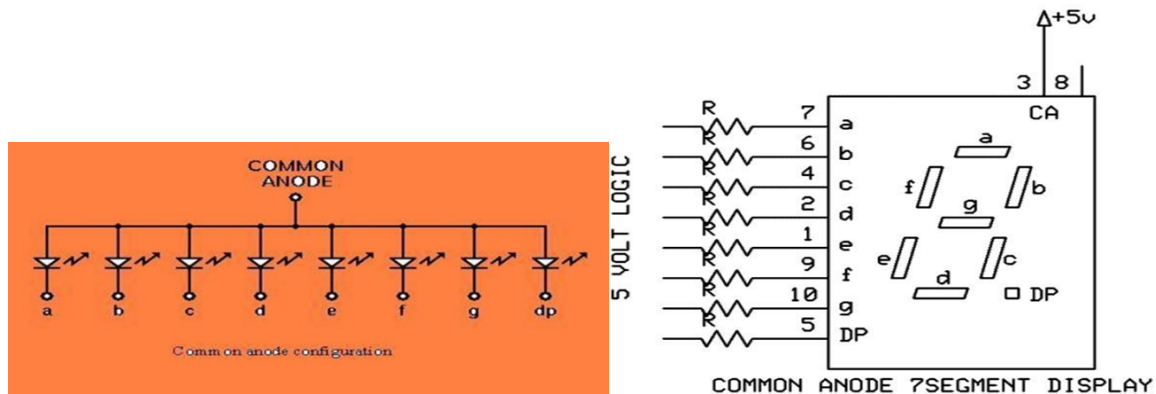 COMMON
ANODE
a b c d e f g dp
Common anode configuration
+5v
3 8
CA
5 VOLT LOGIC
R 7 a
R 6 b
R 4 c
R 2 d
R 1 e
R 9 f
R 10 g
R 5 DP
a
f b
g
e c
d DP
COMMON ANODE 7SEGMENT DISPLAY